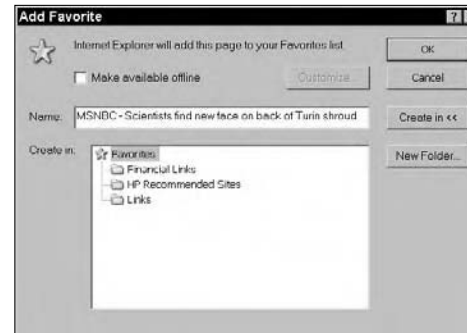 Add Favorite
Internet Explorer will add this page to your Favorites list.
OK
Make available offline
Customize...
Cancel
Name:
MSNBC - Scientists find new face on back of Turin shroud
Create in <<
Create in:
Favorites
New Folder...
Financial Links
HP Recommended Sites
Links